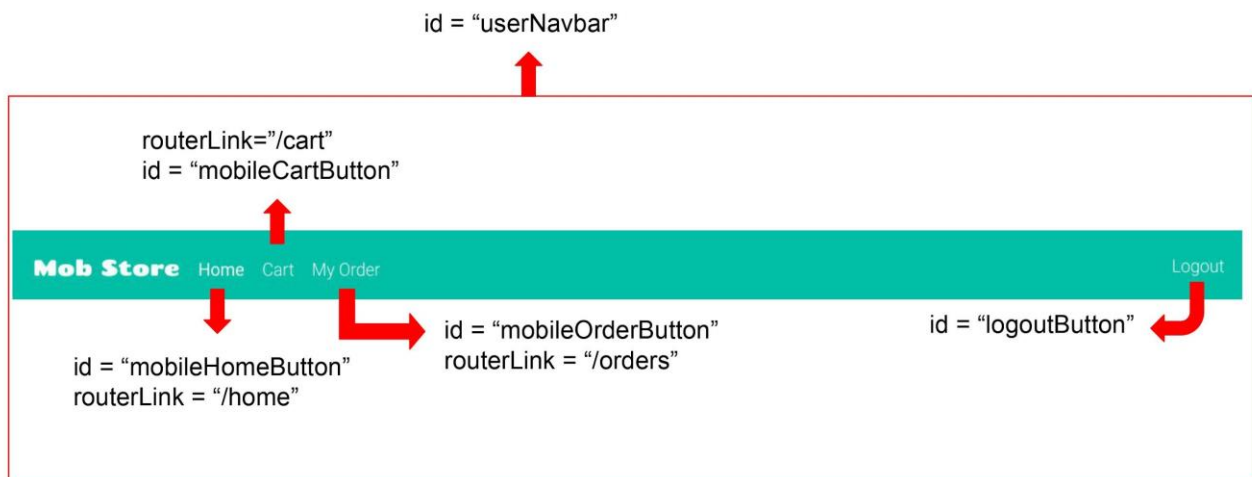 id = “userNavbar”
routerLink=”/cart”
id = “mobileCartButton”
Mob Store Home Cart My Order Logout
id = “mobileHomeButton”
routerLink = “/home”
id = “mobileOrderButton”
routerLink = “/orders”
id = “logoutButton”